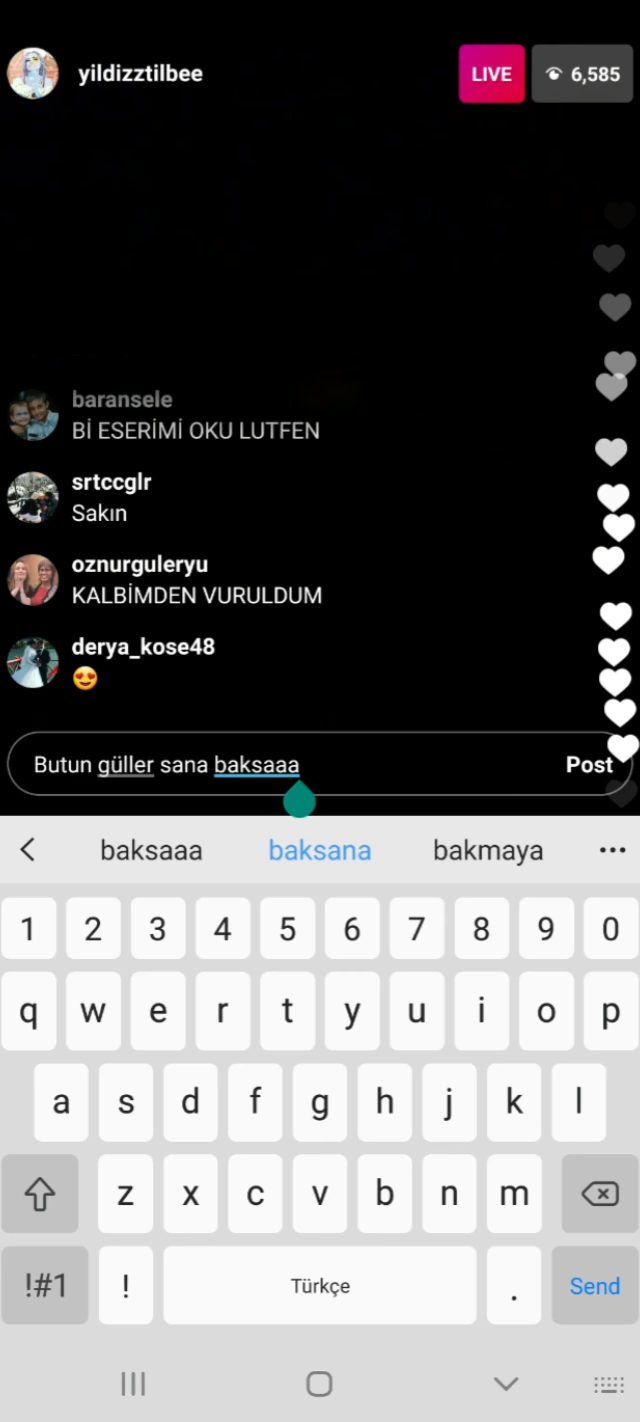 yildizztilbee
LIVE
6,585
baransele
Bİ ESERİMİ OKU LUTFEN
srtccglr
Sakın
oznurguleryu
KALBİMDEN VURULDUM
derya_kose48
😍
Butun güller sana baksaaa
Post
baksaaa baksana bakmaya
1 2 3 4 5 6 7 8 9 0
q w e r t y u i o p
a s d f g h j k l
z x c v b n m
!#1 ! Türkçe . Send